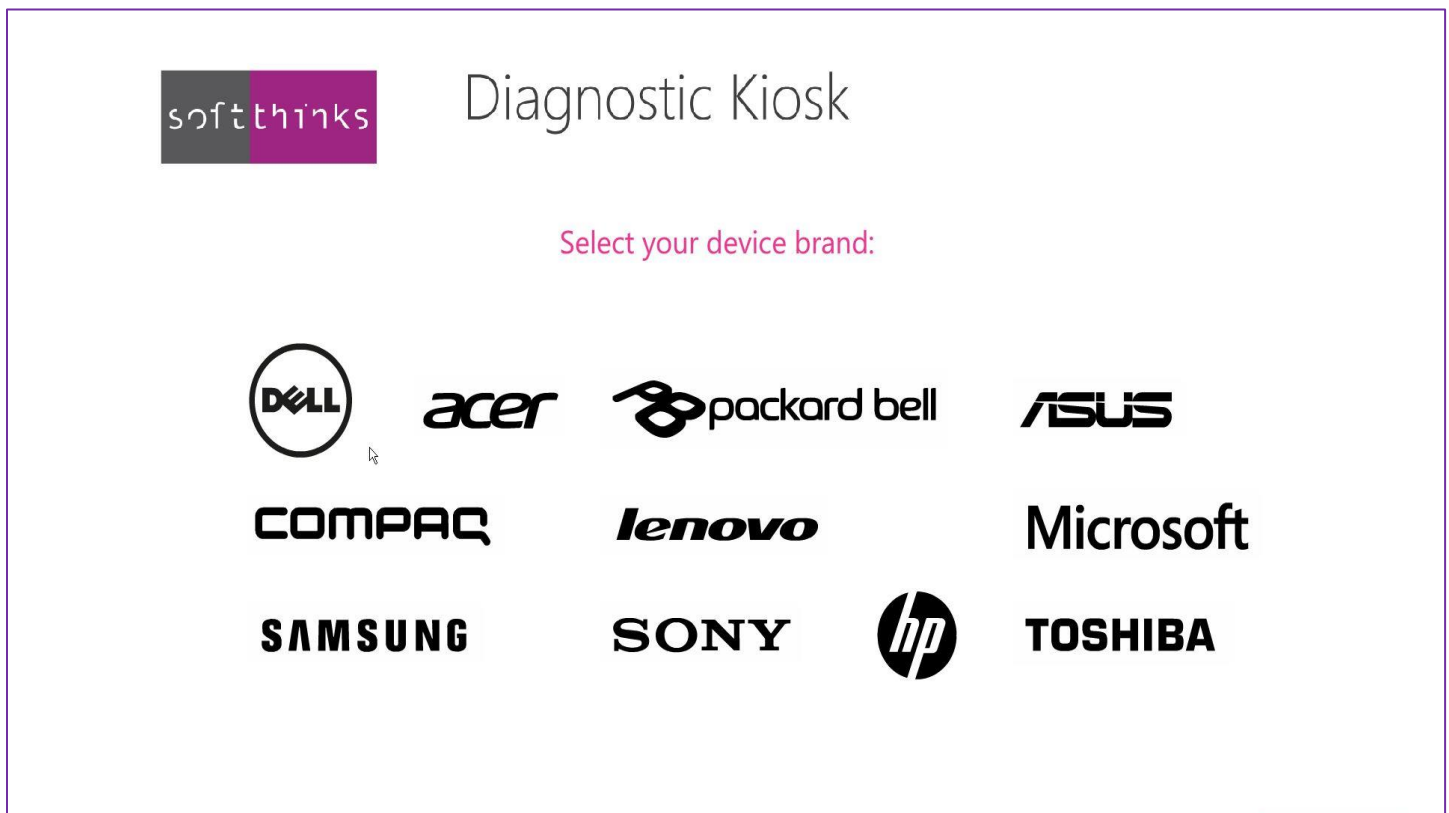 softthinks
Diagnostic Kiosk
Select your device brand:
DELL acer packard bell ASUS
COMPAQ lenovo Microsoft
SAMSUNG SONY hp TOSHIBA